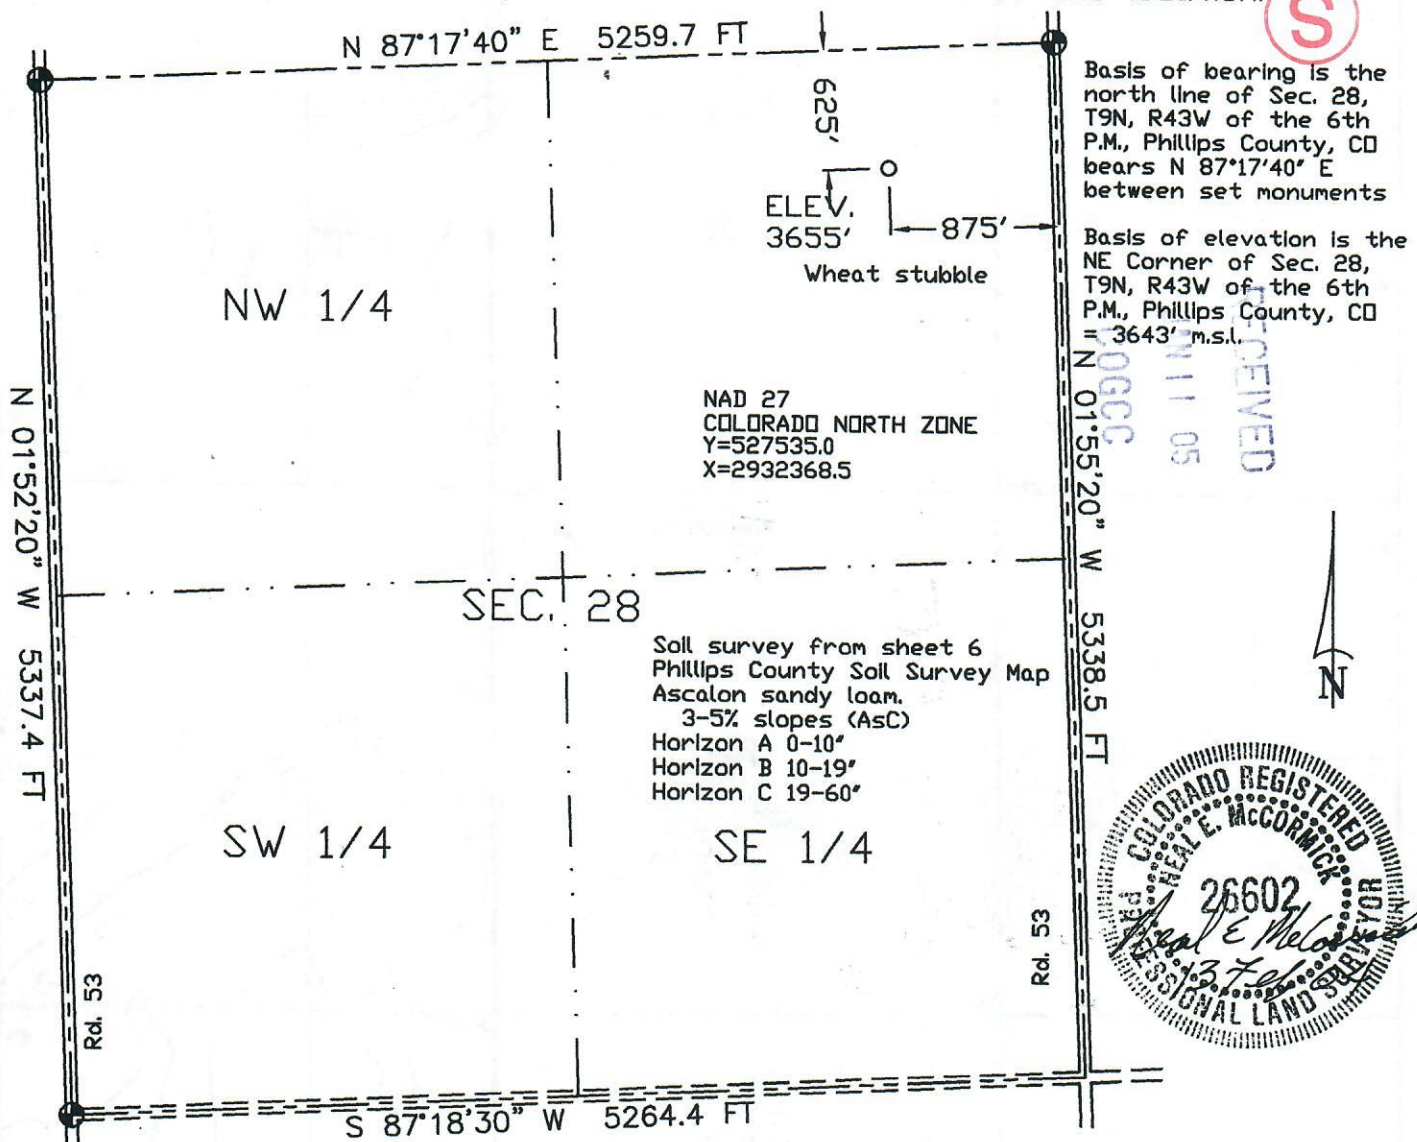 S
N 87°17'40" E 5259.7 FT
625'
ELEV.
3655'
875'
Wheat stubble
Basis of bearing is the
north line of Sec. 28,
T9N, R43W of the 6th
P.M., Phillips County, CO
bears N 87°17'40" E
between set monuments
Basis of elevation is the
NE Corner of Sec. 28,
T9N, R43W of the 6th
P.M., Phillips County, CO
= 3643' m.s.l.
RECEIVED
11 05
COGCC
NW 1/4
NAD 27
COLORADO NORTH ZONE
Y=527535.0
X=2932368.5
N 01°52'20" W 5337.4 FT
N 01°55'20" W 5338.5 FT
SEC. 28
Soil survey from sheet 6
Phillips County Soil Survey Map
Ascalon sandy loam.
3-5% slopes (AsC)
Horizon A 0-10"
Horizon B 10-19"
Horizon C 19-60"
N
SW 1/4
SE 1/4
Rd. 53
Rd. 53
COLORADO REGISTERED
NEAL E. McCORMICK
26602
Neal E McCormick
13 Feb
PROFESSIONAL LAND SURVEYOR
S 87°18'30" W 5264.4 FT